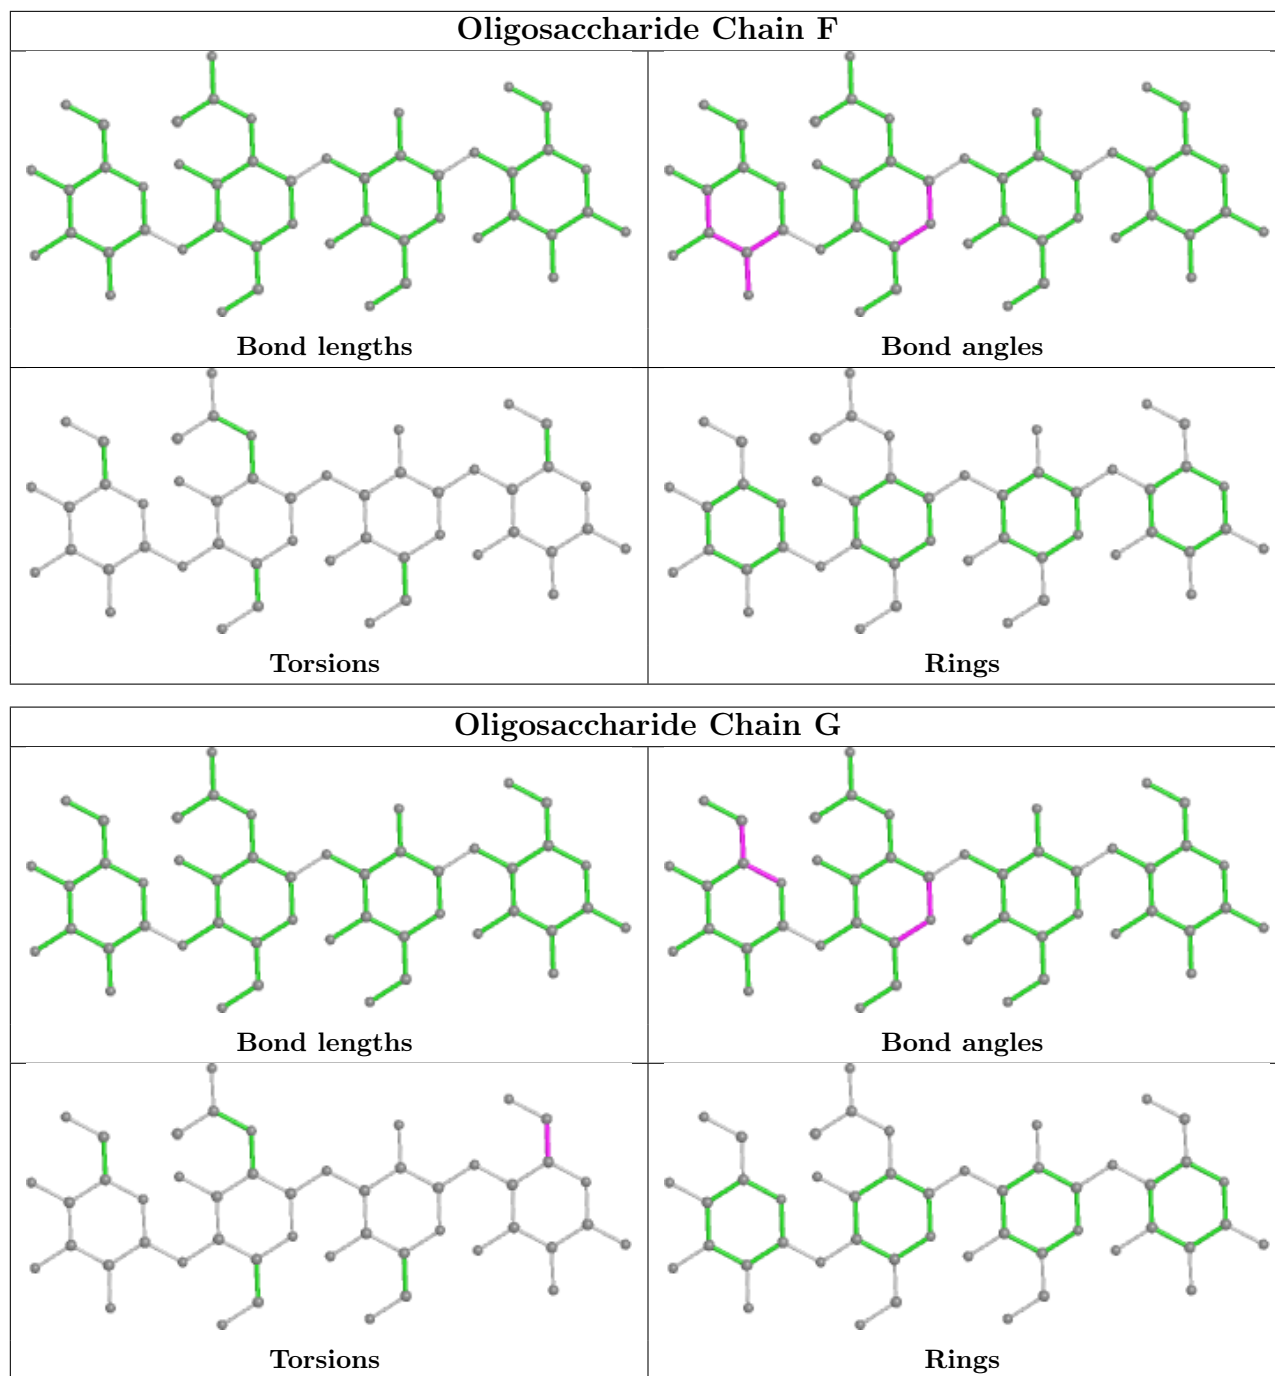 Oligosaccharide Chain F
Bond lengths
Bond angles
Torsions
Rings
Oligosaccharide Chain G
Bond lengths
Bond angles
Torsions
Rings